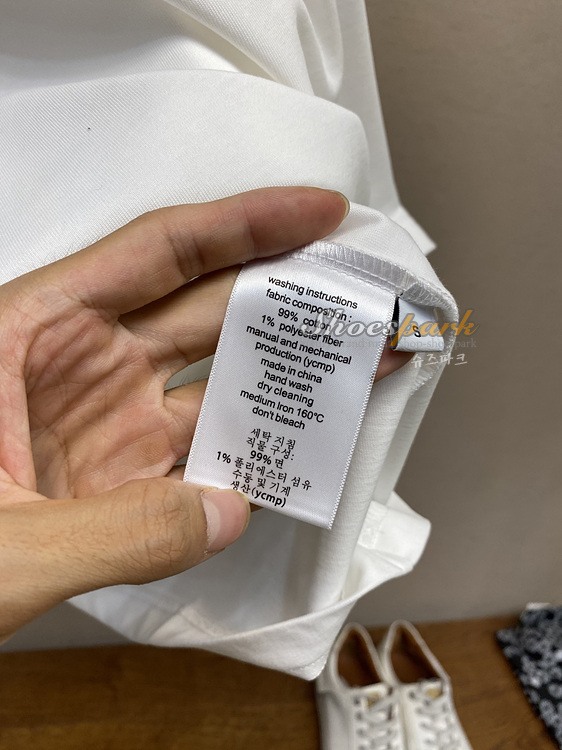 washing instructions
fabric composition :
99% cotton
1% polyester fiber
manual and mechanical
production (ycmp)
made in china
hand wash
dry cleaning
medium Iron 160°C
don't bleach
세탁 지침
직물 구성:
99% 면
1% 폴리에스터 섬유
수동 및 기계
생산(ycmp)
S
Shoespark
슈즈파크